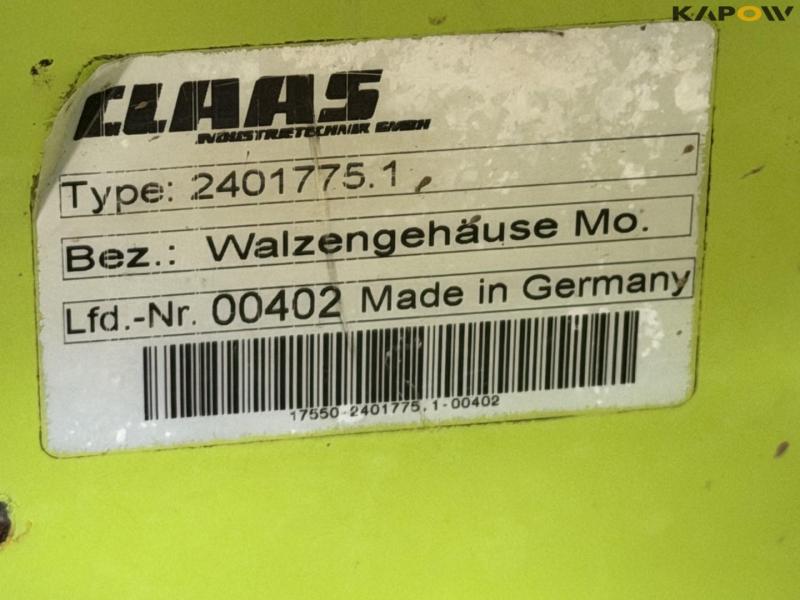 KAPOW
CLAAS
INDUSTRIETECHNIK GMBH
Type: 2401775.1
Bez.: Walzengehäuse Mo.
Lfd.-Nr. 00402 Made in Germany
17550-2401775.1-00402